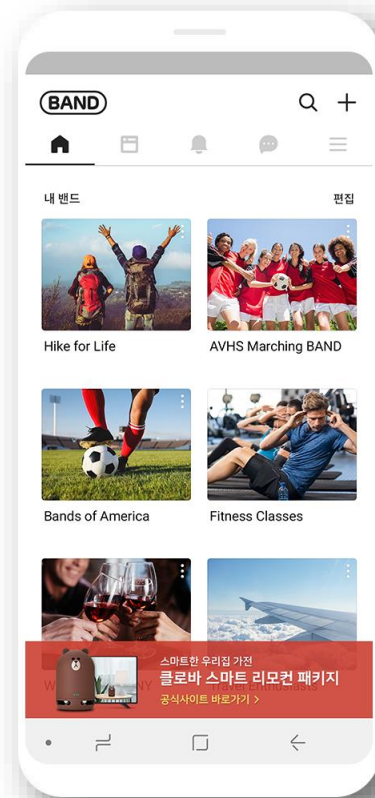 BAND
내 밴드
편집
Hike for Life
AVHS Marching BAND
Bands of America
Fitness Classes
스마트한 우리집 가전
클로바 스마트 리모컨 패키지
공식사이트 바로가기 >
Travel Enthusiasts